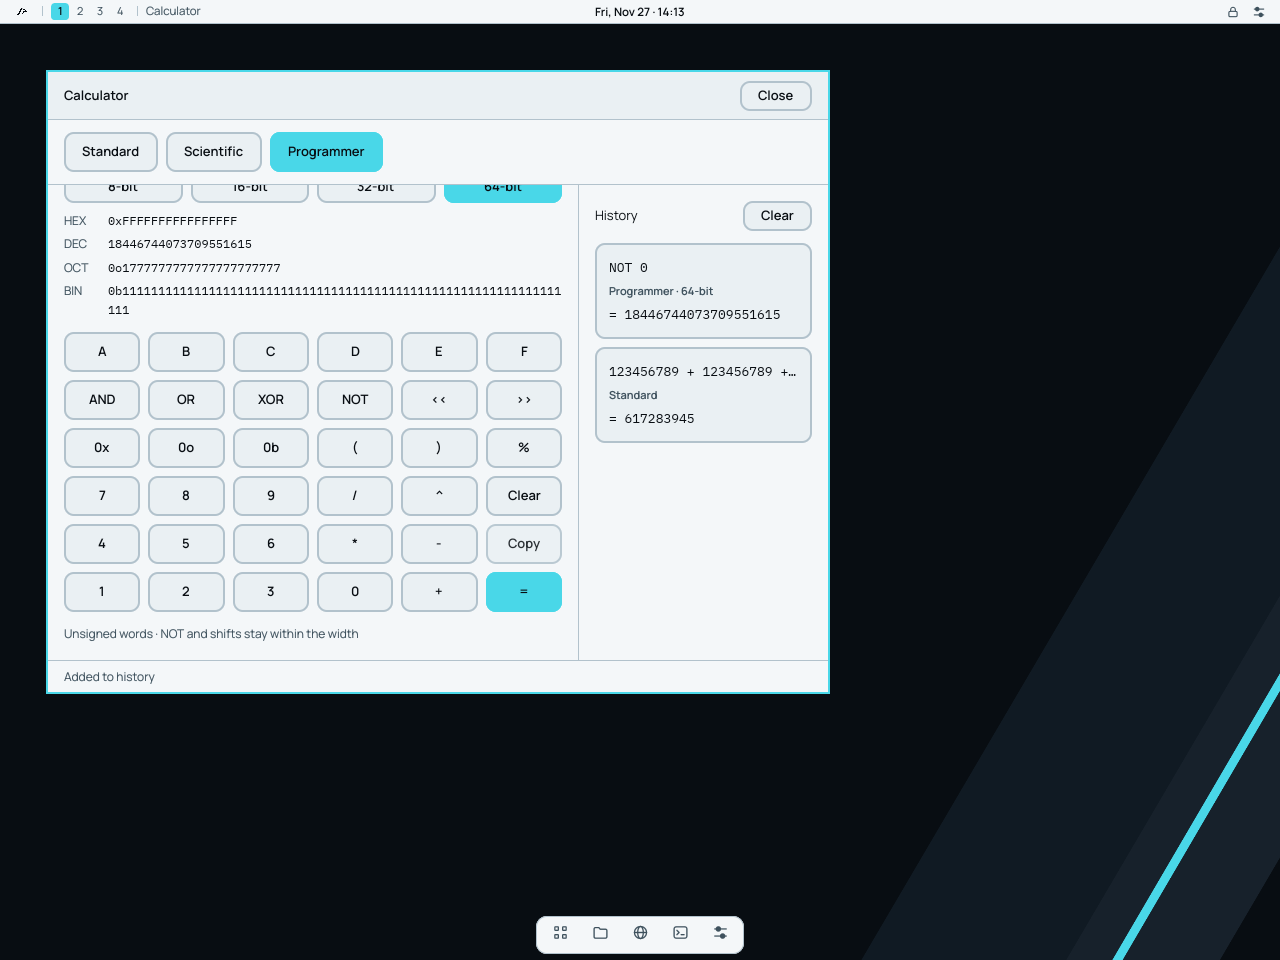 1 2 3 4 Calculator Fri, Nov 27 · 14:13
Calculator Close
Standard Scientific Programmer
8-bit 16-bit 32-bit 64-bit
HEX 0xFFFFFFFFFFFFFFFF
DEC 18446744073709551615
OCT 0o1777777777777777777777
BIN 0b1111111111111111111111111111111111111111111111111111111111111
111
A B C D E F
AND OR XOR NOT << >>
0x 0o 0b ( ) %
7 8 9 / ^ Clear
4 5 6 * - Copy
1 2 3 0 + =
Unsigned words · NOT and shifts stay within the width
History Clear
NOT 0
Programmer · 64-bit
= 18446744073709551615
123456789 + 123456789 +…
Standard
= 617283945
Added to history